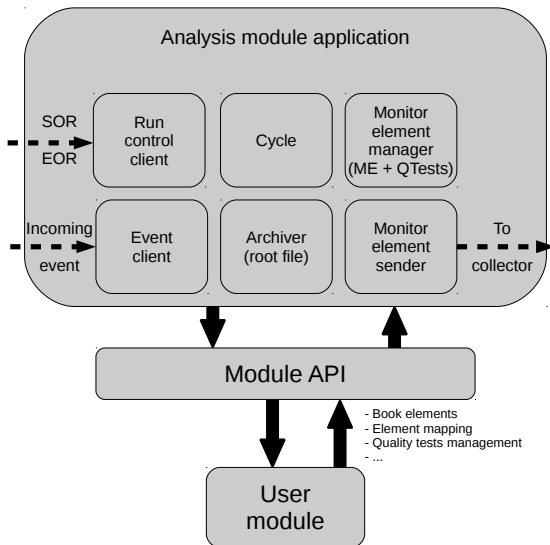 Analysis module application
SOR
EOR
Run
control
client
Cycle
Monitor
element
manager
(ME + QTests)
Incoming
event
Event
client
Archiver
(root file)
Monitor
element
sender
To
collector
Module API
- Book elements
- Element mapping
- Quality tests management
- ...
User
module